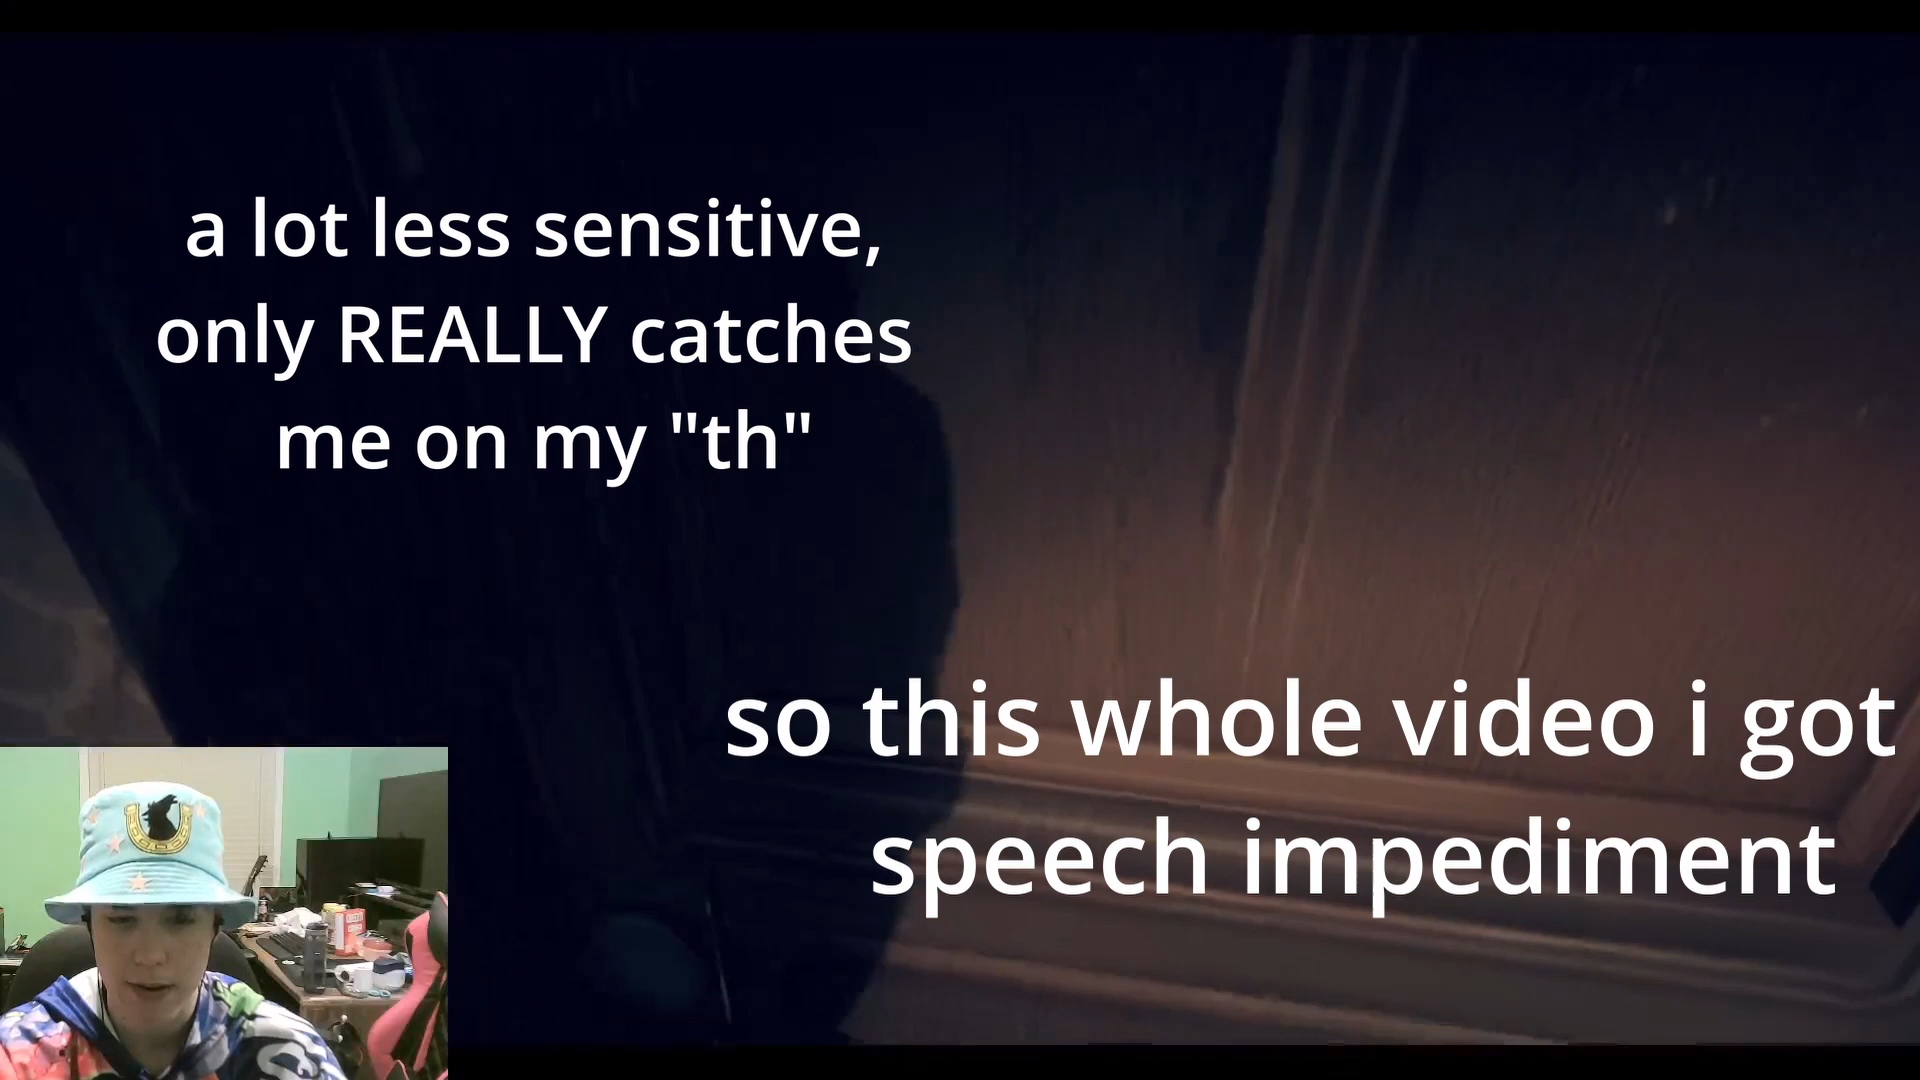 a lot less sensitive,
only REALLY catches
me on my "th"
so this whole video i got
speech impediment